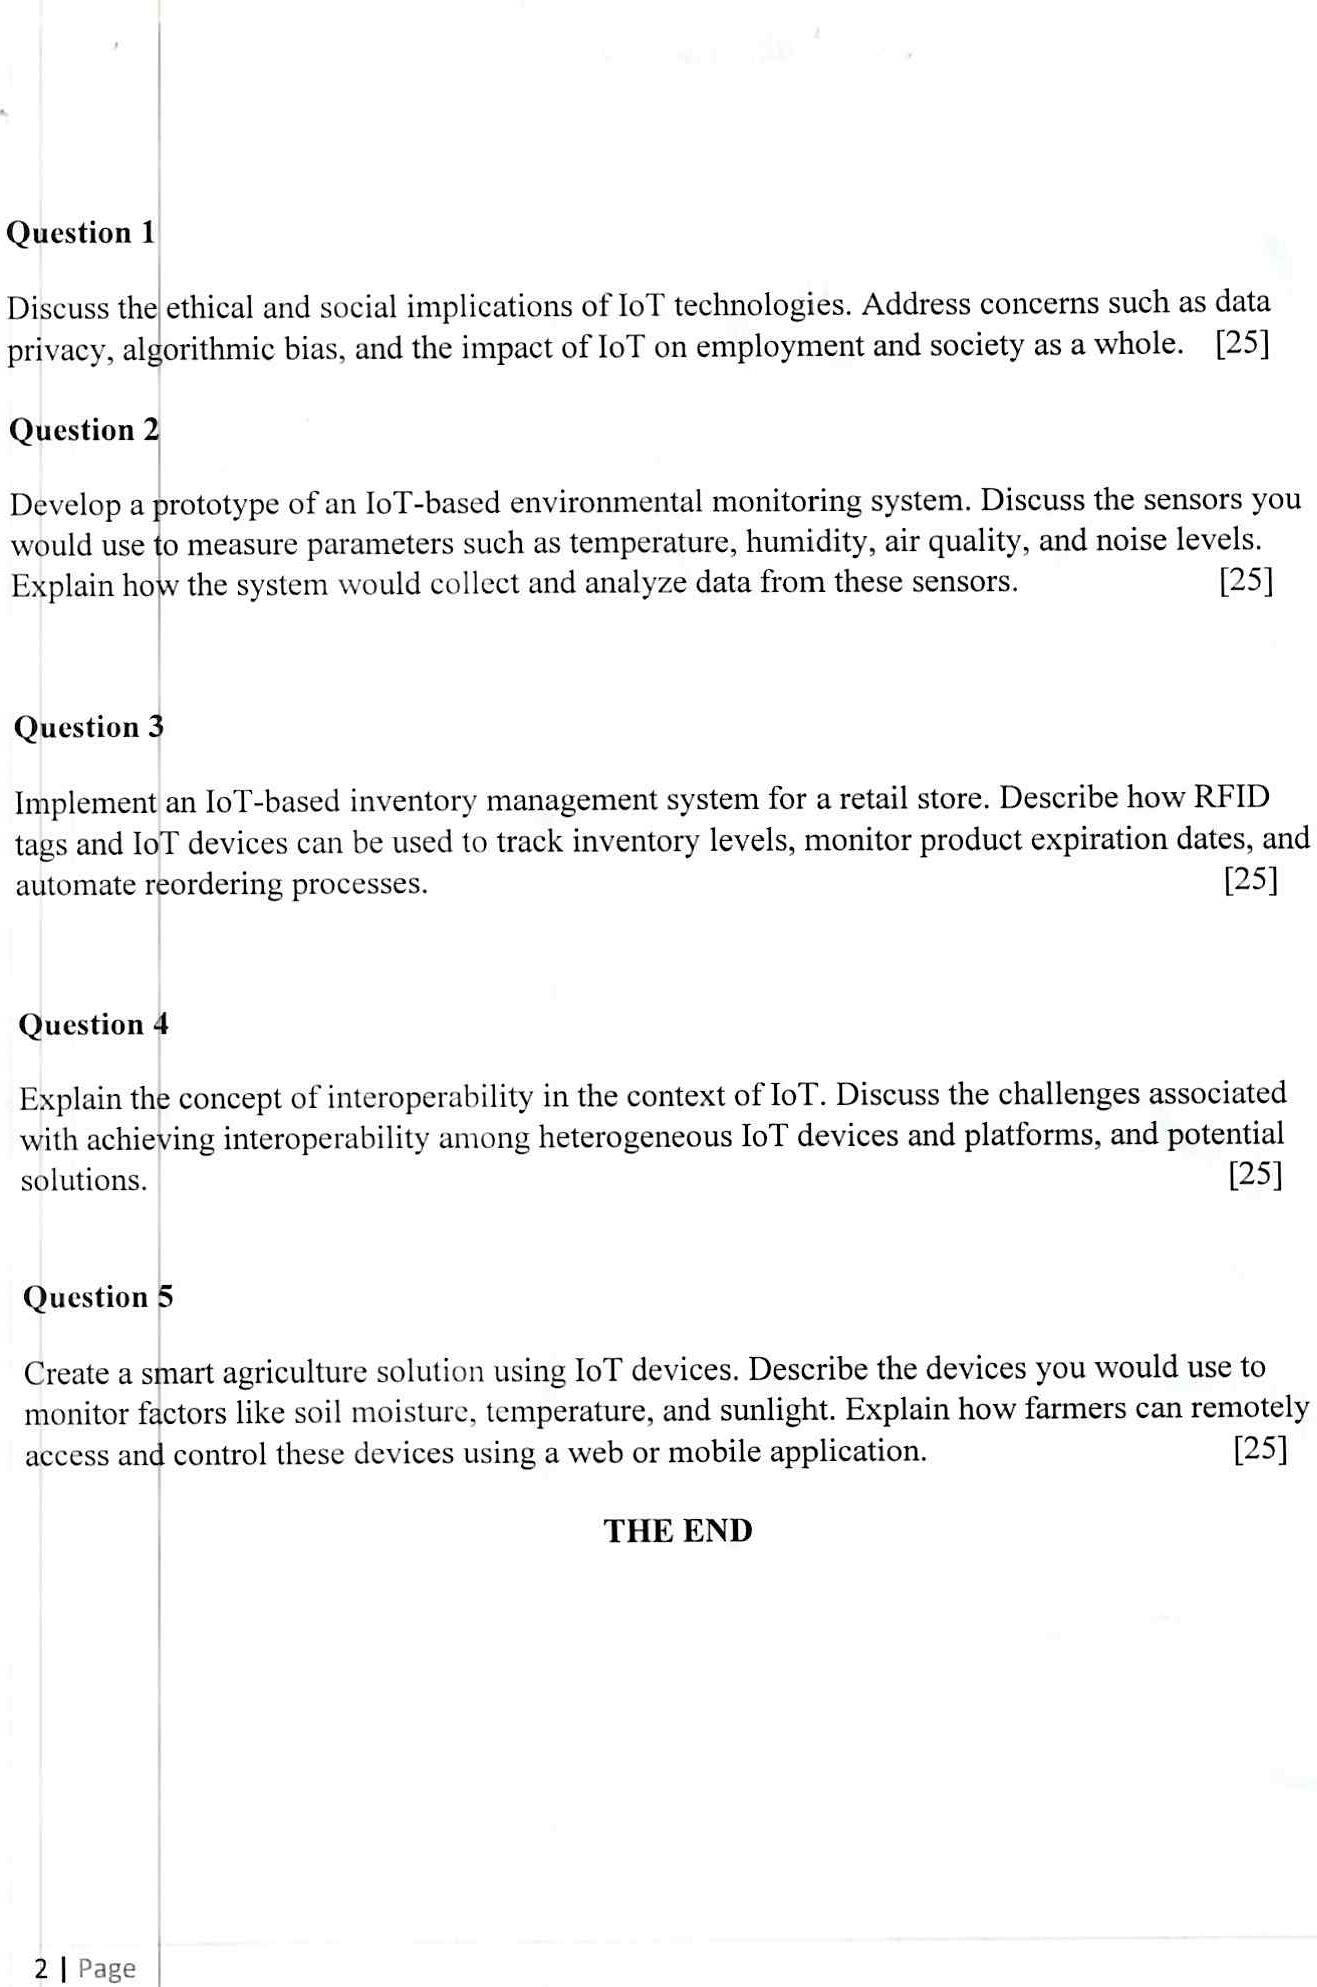 Question 1
Discuss the ethical and social implications of IoT technologies. Address concerns such as data
privacy, algorithmic bias, and the impact of IoT on employment and society as a whole. [25]
Question 2
Develop a prototype of an IoT-based environmental monitoring system. Discuss the sensors you
would use to measure parameters such as temperature, humidity, air quality, and noise levels.
Explain how the system would collect and analyze data from these sensors. [25]
Question 3
Implement an IoT-based inventory management system for a retail store. Describe how RFID
tags and IoT devices can be used to track inventory levels, monitor product expiration dates, and
automate reordering processes. [25]
Question 4
Explain the concept of interoperability in the context of IoT. Discuss the challenges associated
with achieving interoperability among heterogeneous IoT devices and platforms, and potential
solutions. [25]
Question 5
Create a smart agriculture solution using IoT devices. Describe the devices you would use to
monitor factors like soil moisture, temperature, and sunlight. Explain how farmers can remotely
access and control these devices using a web or mobile application. [25]
THE END
2 | Page